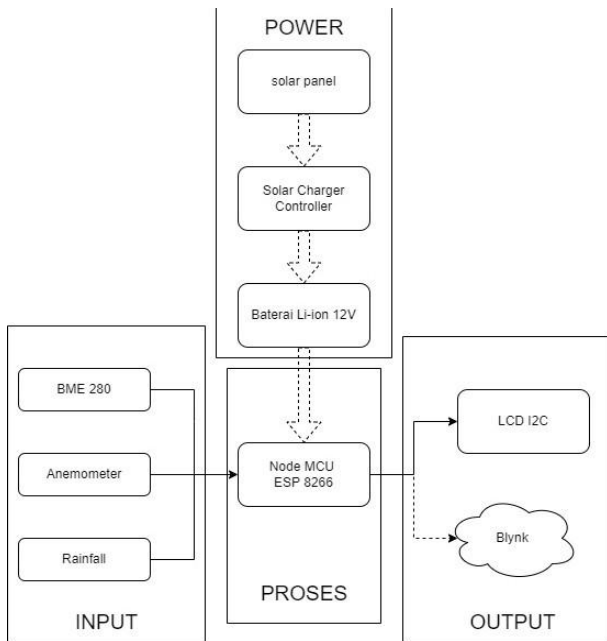 POWER
solar panel
Solar Charger
Controller
Baterai Li-ion 12V
BME 280
Anemometer
Rainfall
INPUT
Node MCU
ESP 8266
PROSES
LCD I2C
Blynk
OUTPUT